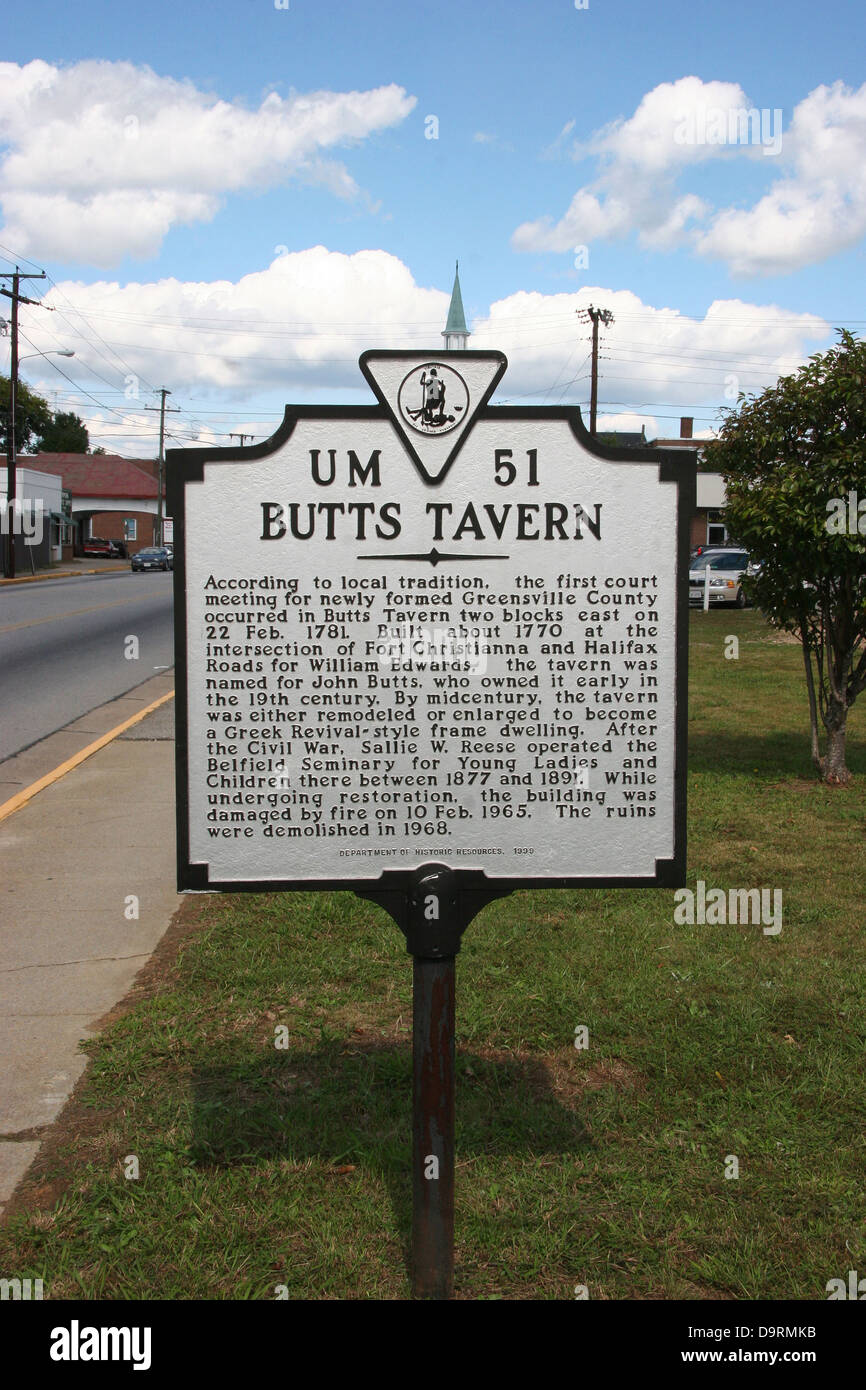 UM 51
BUTTS TAVERN
According to local tradition, the first court
meeting for newly formed Greensville County
occurred in Butts Tavern two blocks east on
22 Feb. 1781. Built about 1770 at the
intersection of Fort Christianna and Halifax
Roads for William Edwards, the tavern was
named for John Butts, who owned it early in
the 19th century. By midcentury, the tavern
was either remodeled or enlarged to become
a Greek Revival-style frame dwelling. After
the Civil War, Sallie W. Reese operated the
Belfield Seminary for Young Ladies and
Children there between 1877 and 1891. While
undergoing restoration, the building was
damaged by fire on 10 Feb. 1965. The ruins
were demolished in 1968.
DEPARTMENT OF HISTORIC RESOURCES, 1999
alamy
Image ID: D9RMKB
www.alamy.com